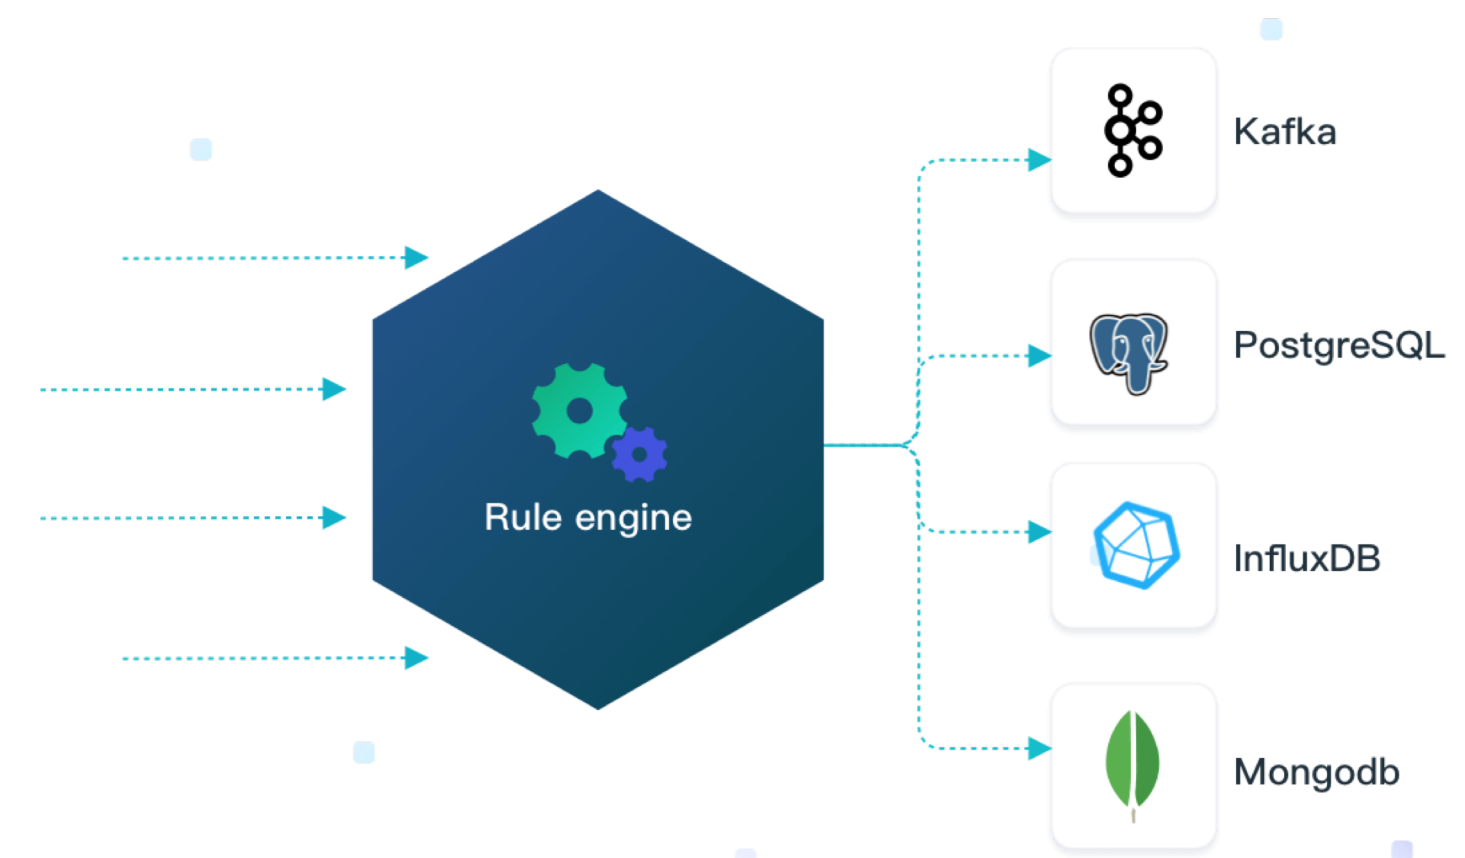 Kafka
PostgreSQL
Rule engine
InfluxDB
Mongodb